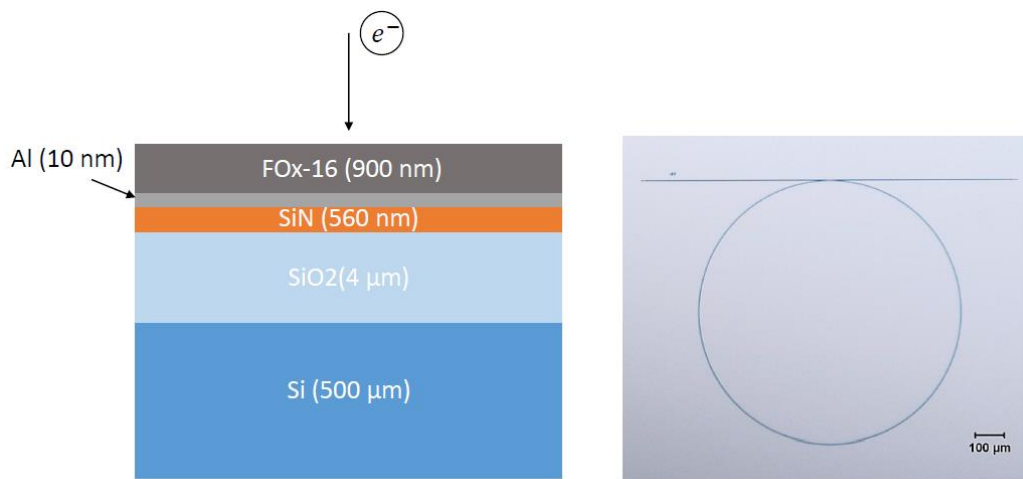 e⁻
Al (10 nm)
FOx-16 (900 nm)
SiN (560 nm)
SiO2(4 μm)
Si (500 μm)
100 μm